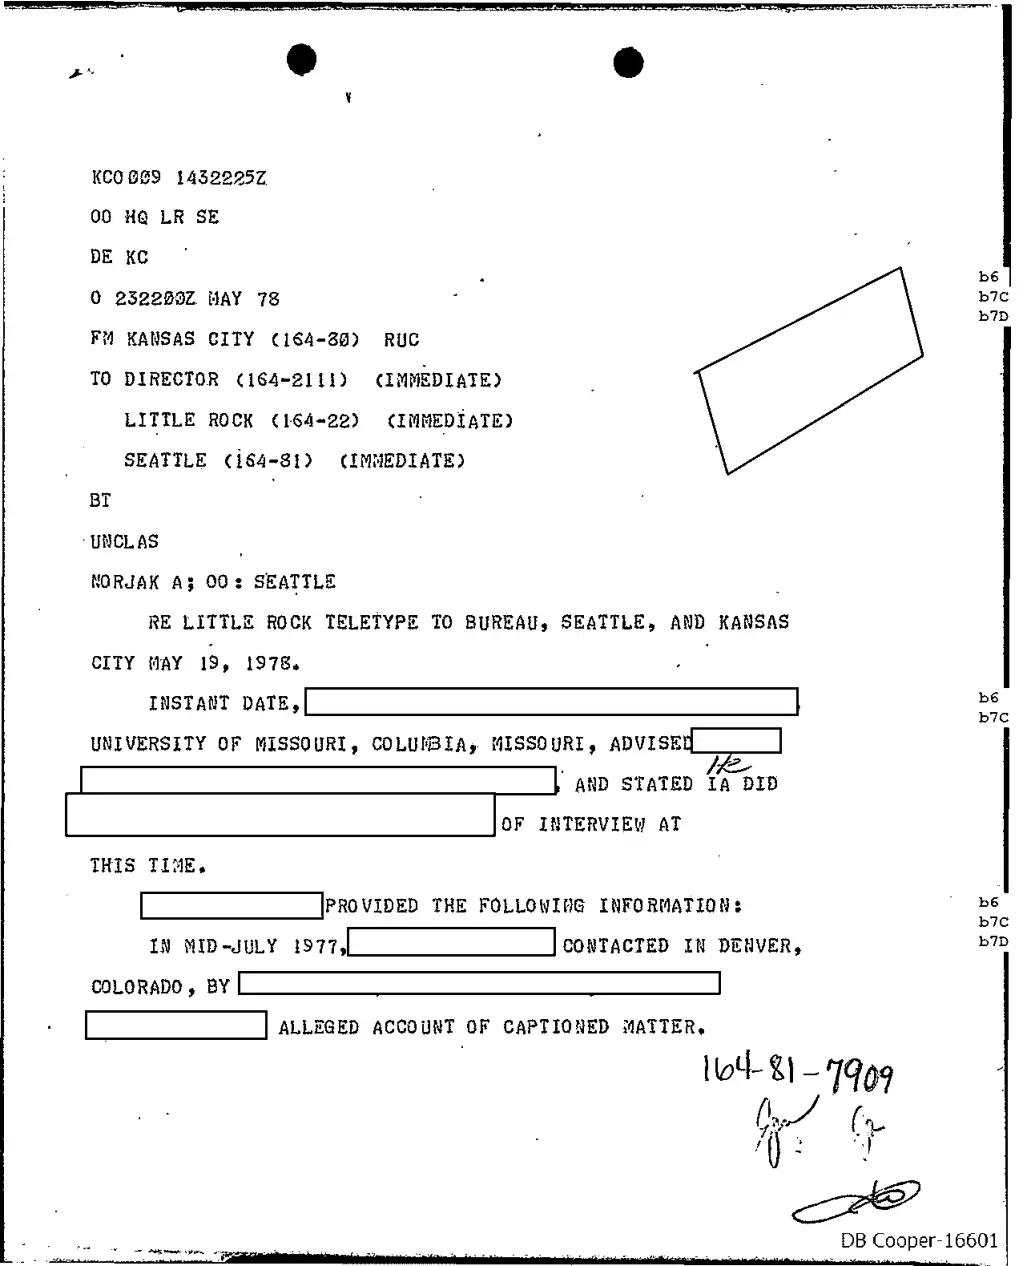 KC0009 1432225Z
OO HQ LR SE
DE KC
O 232200Z MAY 78
FM KANSAS CITY (164-80) RUC
TO DIRECTOR (164-2111) (IMMEDIATE)
LITTLE ROCK (164-22) (IMMEDIATE)
SEATTLE (164-81) (IMMEDIATE)
BT
UNCLAS
NORJAK A; OO: SEATTLE
RE LITTLE ROCK TELETYPE TO BUREAU, SEATTLE, AND KANSAS
CITY MAY 19, 1978.
INSTANT DATE,
UNIVERSITY OF MISSOURI, COLUMBIA, MISSOURI, ADVISED
He
, AND STATED IA DID
OF INTERVIEW AT
THIS TIME.
PROVIDED THE FOLLOWING INFORMATION:
IN MID-JULY 1977, CONTACTED IN DENVER,
COLORADO, BY
ALLEGED ACCOUNT OF CAPTIONED MATTER.
b6
b7C
b7D
b6
b7C
b6
b7C
b7D
164-81-7909
DB Cooper-16601